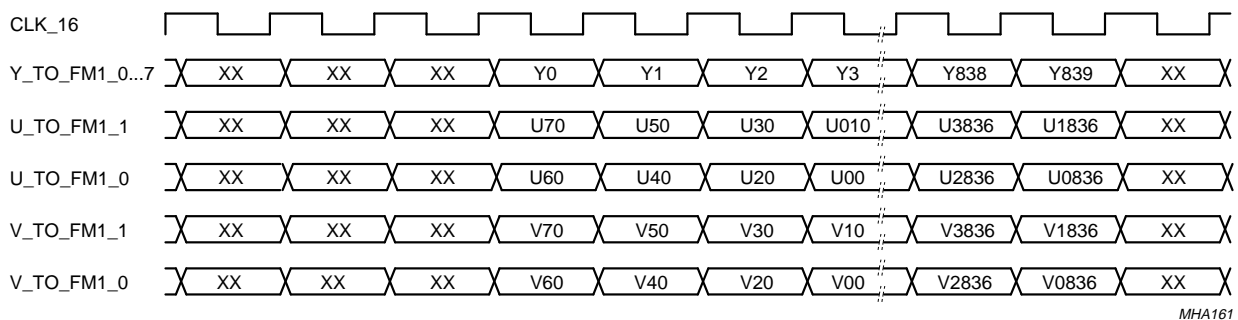 CLK_16
Y_TO_FM1_0...7 XX XX XX Y0 Y1 Y2 Y3 Y838 Y839 XX
U_TO_FM1_1 XX XX XX U70 U50 U30 U010 U3836 U1836 XX
U_TO_FM1_0 XX XX XX U60 U40 U20 U00 U2836 U0836 XX
V_TO_FM1_1 XX XX XX V70 V50 V30 V10 V3836 V1836 XX
V_TO_FM1_0 XX XX XX V60 V40 V20 V00 V2836 V0836 XX
MHA161